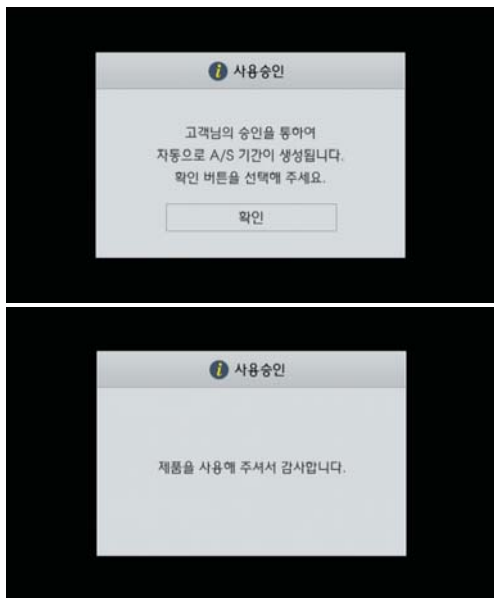 사용승인
고객님의 승인을 통하여
자동으로 A/S 기간이 생성됩니다.
확인 버튼을 선택해 주세요.
확인
사용승인
제품을 사용해 주셔서 감사합니다.